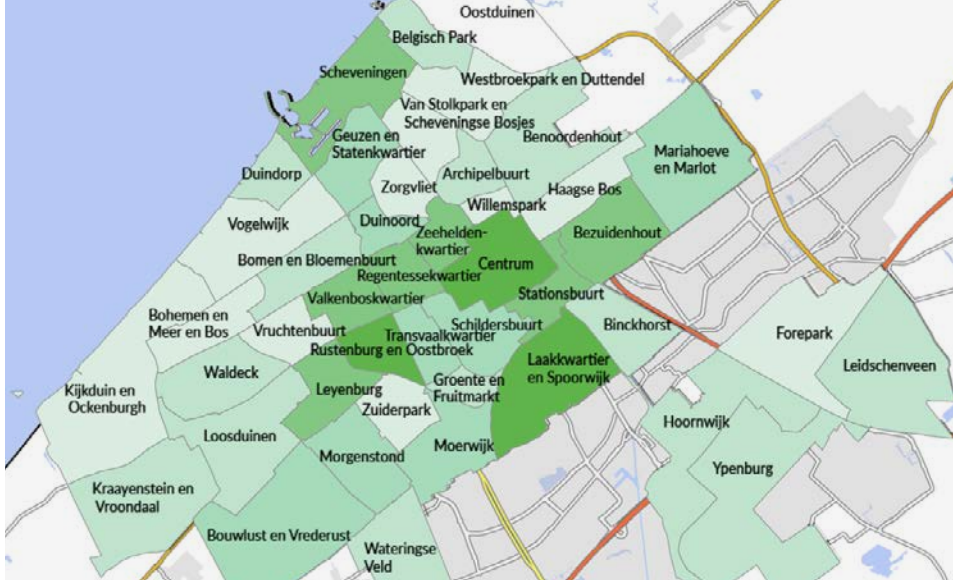 Oostduinen
Belgisch Park
Scheveningen
Westbroekpark en Duttendel
Van Stolkpark en
Scheveningse Bosjes
Geuzen en
Statenkwartier
Benoordenhout
Mariahoeve
en Marlot
Duindorp
Zorgvliet
Archipelbuurt
Haagse Bos
Willemspark
Vogelwijk
Duinoord
Zeehelden-
kwartier
Bezuidenhout
Bomen en Bloemenbuurt
Centrum
Regentessekwartier
Valkenboskwartier
Stationsbuurt
Bohemen en
Meer en Bos
Vruchtenbuurt
Schildersbuurt
Binckhorst
Transvaalkwartier
Forepark
Rustenburg en Oostbroek
Laakkwartier
en Spoorwijk
Leidschenveen
Waldeck
Kijkduin en
Ockenburgh
Leyenburg
Groente en
Fruitmarkt
Zuiderpark
Hoornwijk
Loosduinen
Moerwijk
Morgenstond
Ypenburg
Kraayenstein en
Vroondaal
Bouwlust en Vrederust
Wateringse
Veld